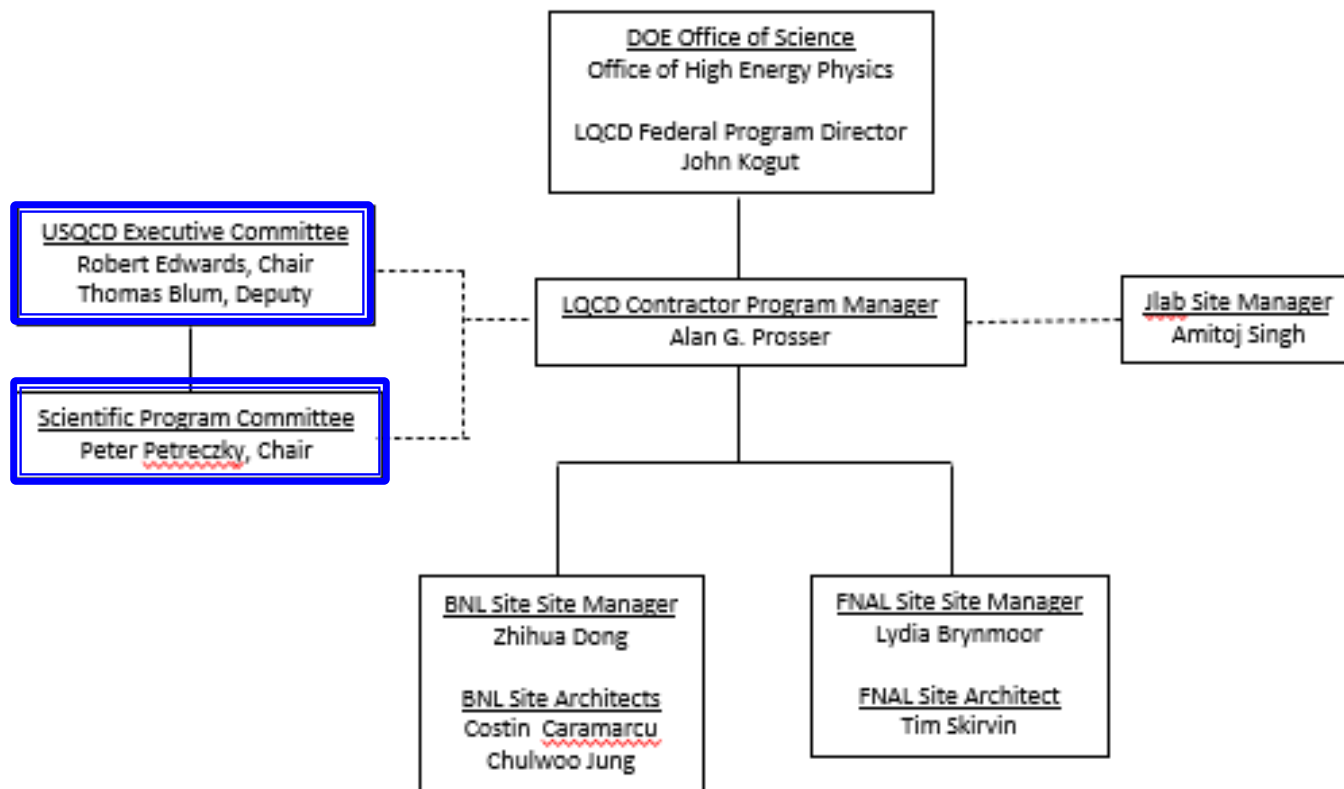 DOE Office of Science
Office of High Energy Physics
LQCD Federal Program Director
John Kogut
USQCD Executive Committee
Robert Edwards, Chair
Thomas Blum, Deputy
LQCD Contractor Program Manager
Alan G. Prosser
Jlab Site Manager
Amitoj Singh
Scientific Program Committee
Peter Petreczky, Chair
BNL Site Site Manager
Zhihua Dong
BNL Site Architects
Costin Caramarcu
Chulwoo Jung
FNAL Site Site Manager
Lydia Brynmoor
FNAL Site Architect
Tim Skirvin